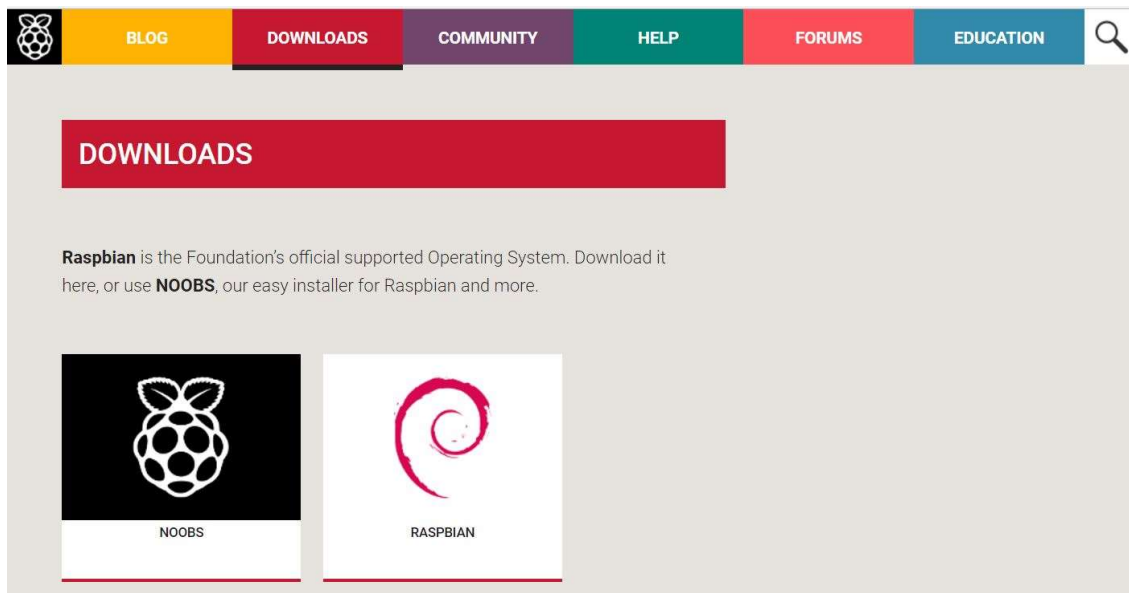 BLOG DOWNLOADS COMMUNITY HELP FORUMS EDUCATION
DOWNLOADS
Raspbian is the Foundation’s official supported Operating System. Download it
here, or use NOOBS, our easy installer for Raspbian and more.
NOOBS RASPBIAN